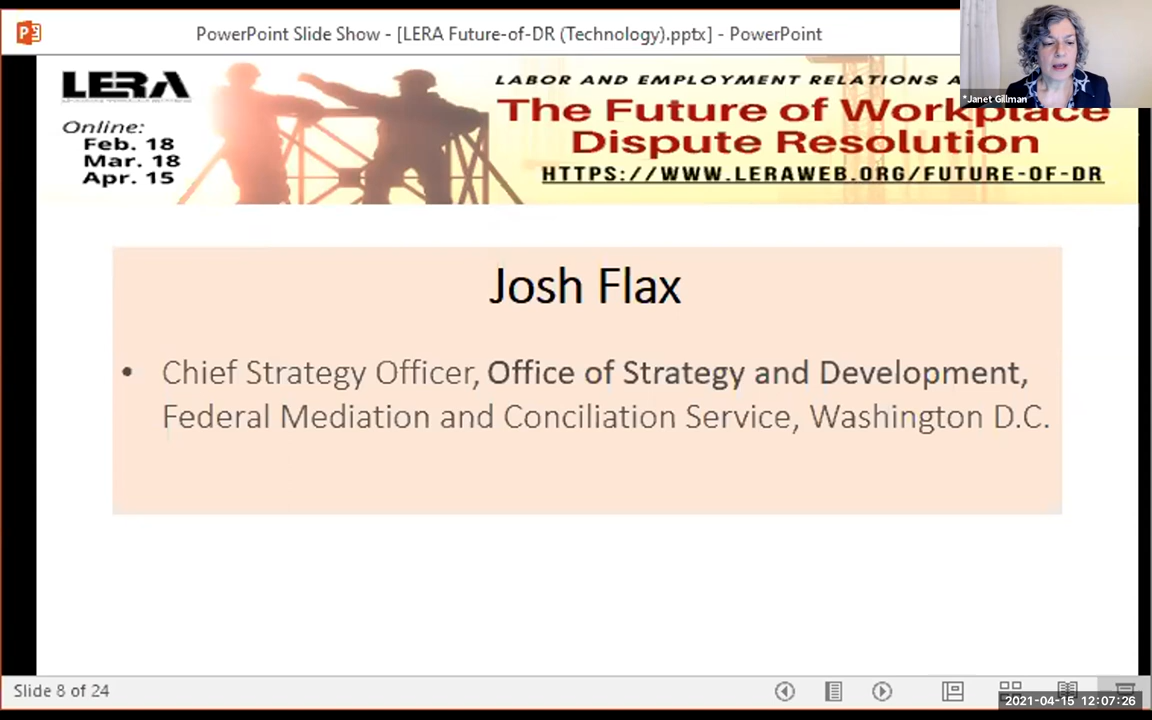 PowerPoint Slide Show - [LERA Future-of-DR (Technology).pptx] - PowerPoint
*Janet Gillman
LERA
Online:
Feb. 18
Mar. 18
Apr. 15
LABOR AND EMPLOYMENT RELATIONS A
The Future of Workplace
Dispute Resolution
HTTPS://WWW.LERAWEB.ORG/FUTURE-OF-DR
Josh Flax
• Chief Strategy Officer, Office of Strategy and Development,
Federal Mediation and Conciliation Service, Washington D.C.
Slide 8 of 24
2021-04-15 12:07:26